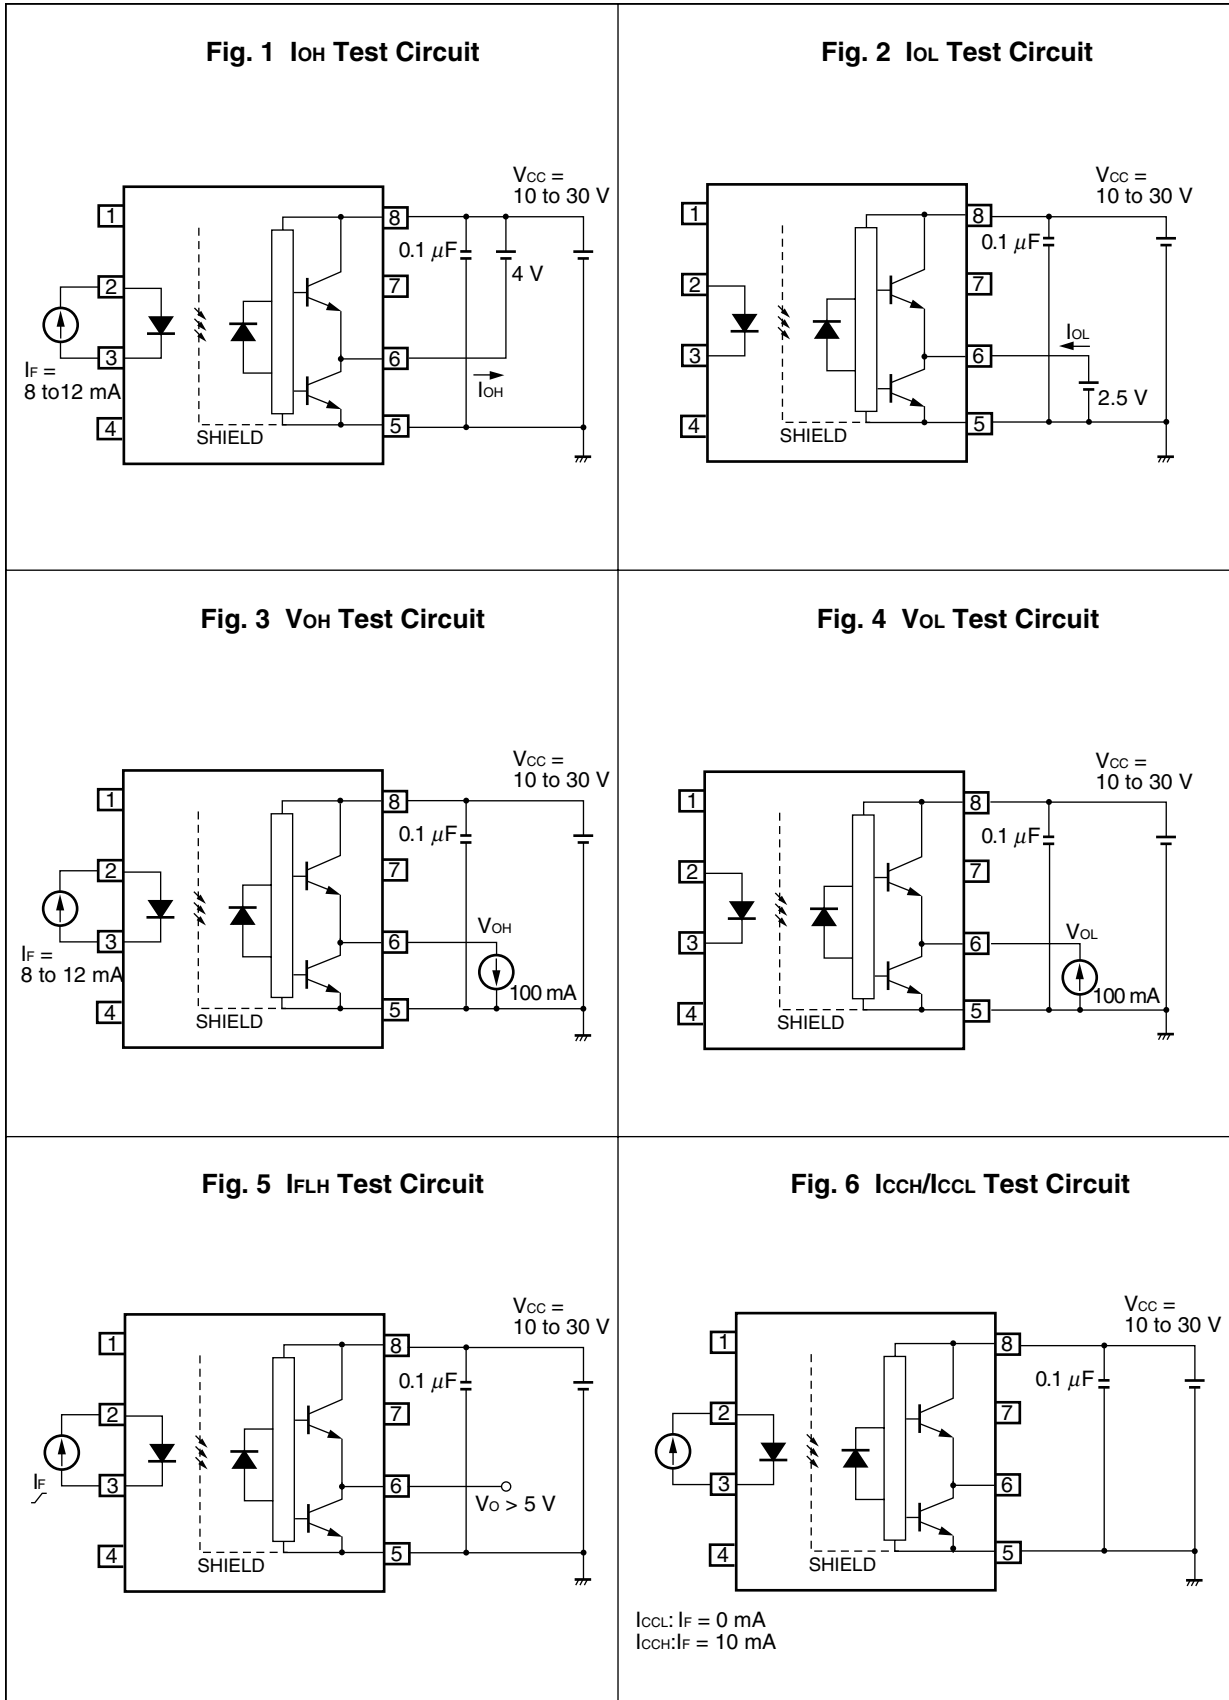 Fig. 1 IOH Test Circuit
VCC =
10 to 30 V
1
8
0.1 μF
4 V
2
7
3
6
IF =
8 to12 mA
IOH
4
SHIELD
5
Fig. 2 IOL Test Circuit
VCC =
10 to 30 V
1
8
0.1 μF
2
7
IOL
3
6
2.5 V
4
SHIELD
5
Fig. 3 VOH Test Circuit
VCC =
10 to 30 V
1
8
0.1 μF
2
7
VOH
3
6
IF =
8 to 12 mA
100 mA
4
SHIELD
5
Fig. 4 VOL Test Circuit
VCC =
10 to 30 V
1
8
0.1 μF
2
7
VOL
3
6
100 mA
4
SHIELD
5
Fig. 5 IFLH Test Circuit
VCC =
10 to 30 V
1
8
0.1 μF
2
7
3
6
IF
VO > 5 V
4
SHIELD
5
Fig. 6 ICCH/ICCL Test Circuit
VCC =
10 to 30 V
1
8
0.1 μF
2
7
3
6
4
SHIELD
5
ICCL: IF = 0 mA
ICCH:IF = 10 mA